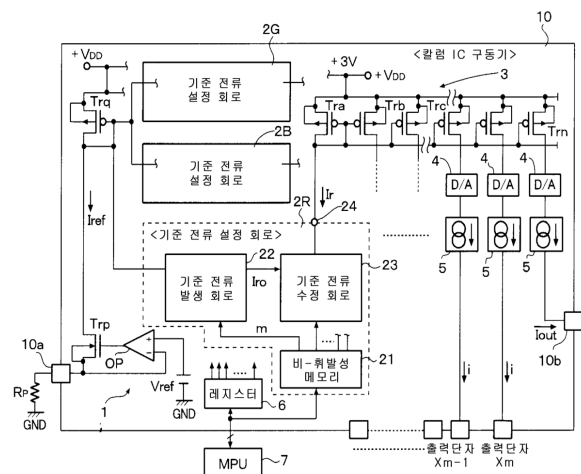 10
<칼럼 IC 구동기>
2G
+VDD
기준 전류
설정 회로
+3V
+VDD
3
Trq
Tra
Trb
Trc
Trn
2B
기준 전류
설정 회로
4
4
4
D/A
D/A
D/A
Iref
Ir
2R
24
<기준 전류 설정 회로>
5
5
5
22
23
기준 전류
발생 회로
Iro
기준 전류
수정 회로
m
Trp
OP
10a
Iout
10b
Vref
비-휘발성
메모리
21
i
i
RP
GND
GND
레지스터
6
1
MPU
7
출력단자
Xm-1
출력단자
Xm